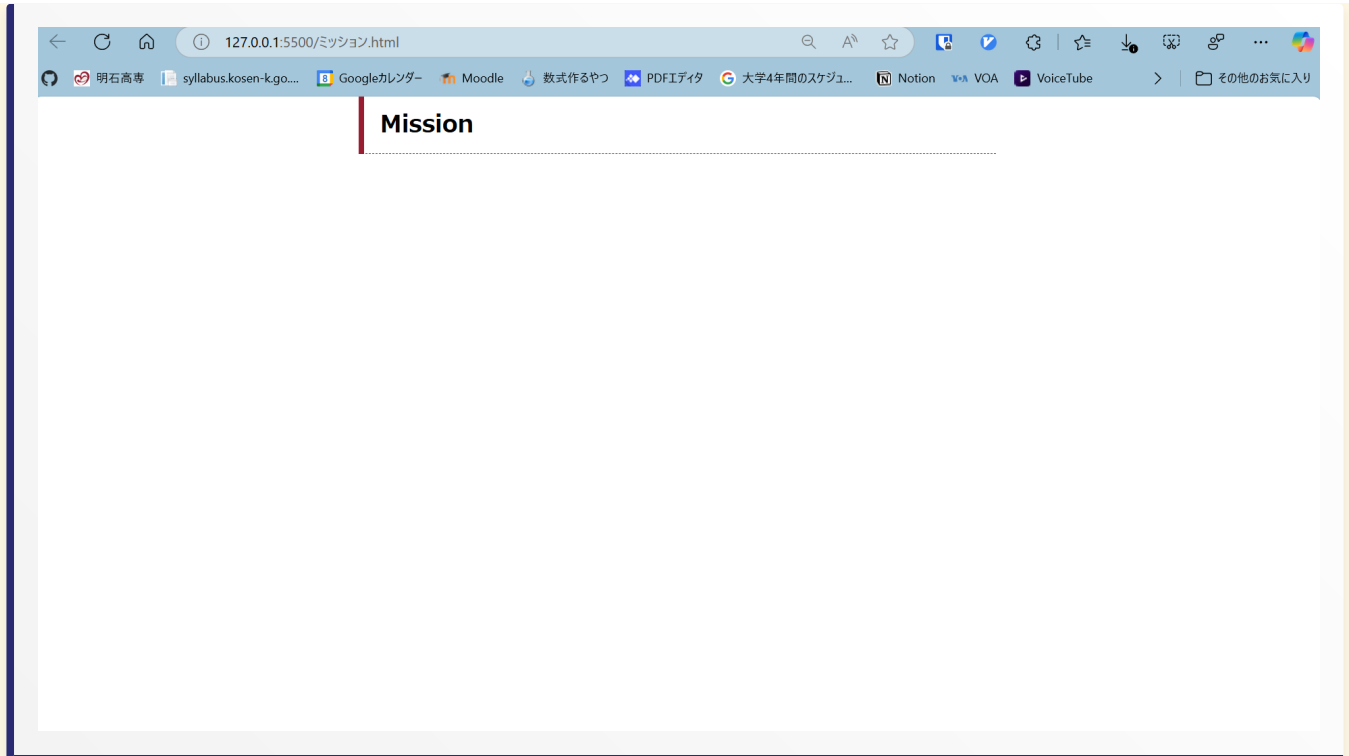 127.0.0.1:5500/ミッション.html
明石高専 syllabus.kosen-k.go.... 8 Googleカレンダー Moodle 数式作るやつ PDFエディタ G 大学4年間のスケジュ... Notion VOA VOA VoiceTube その他のお気に入り
Mission